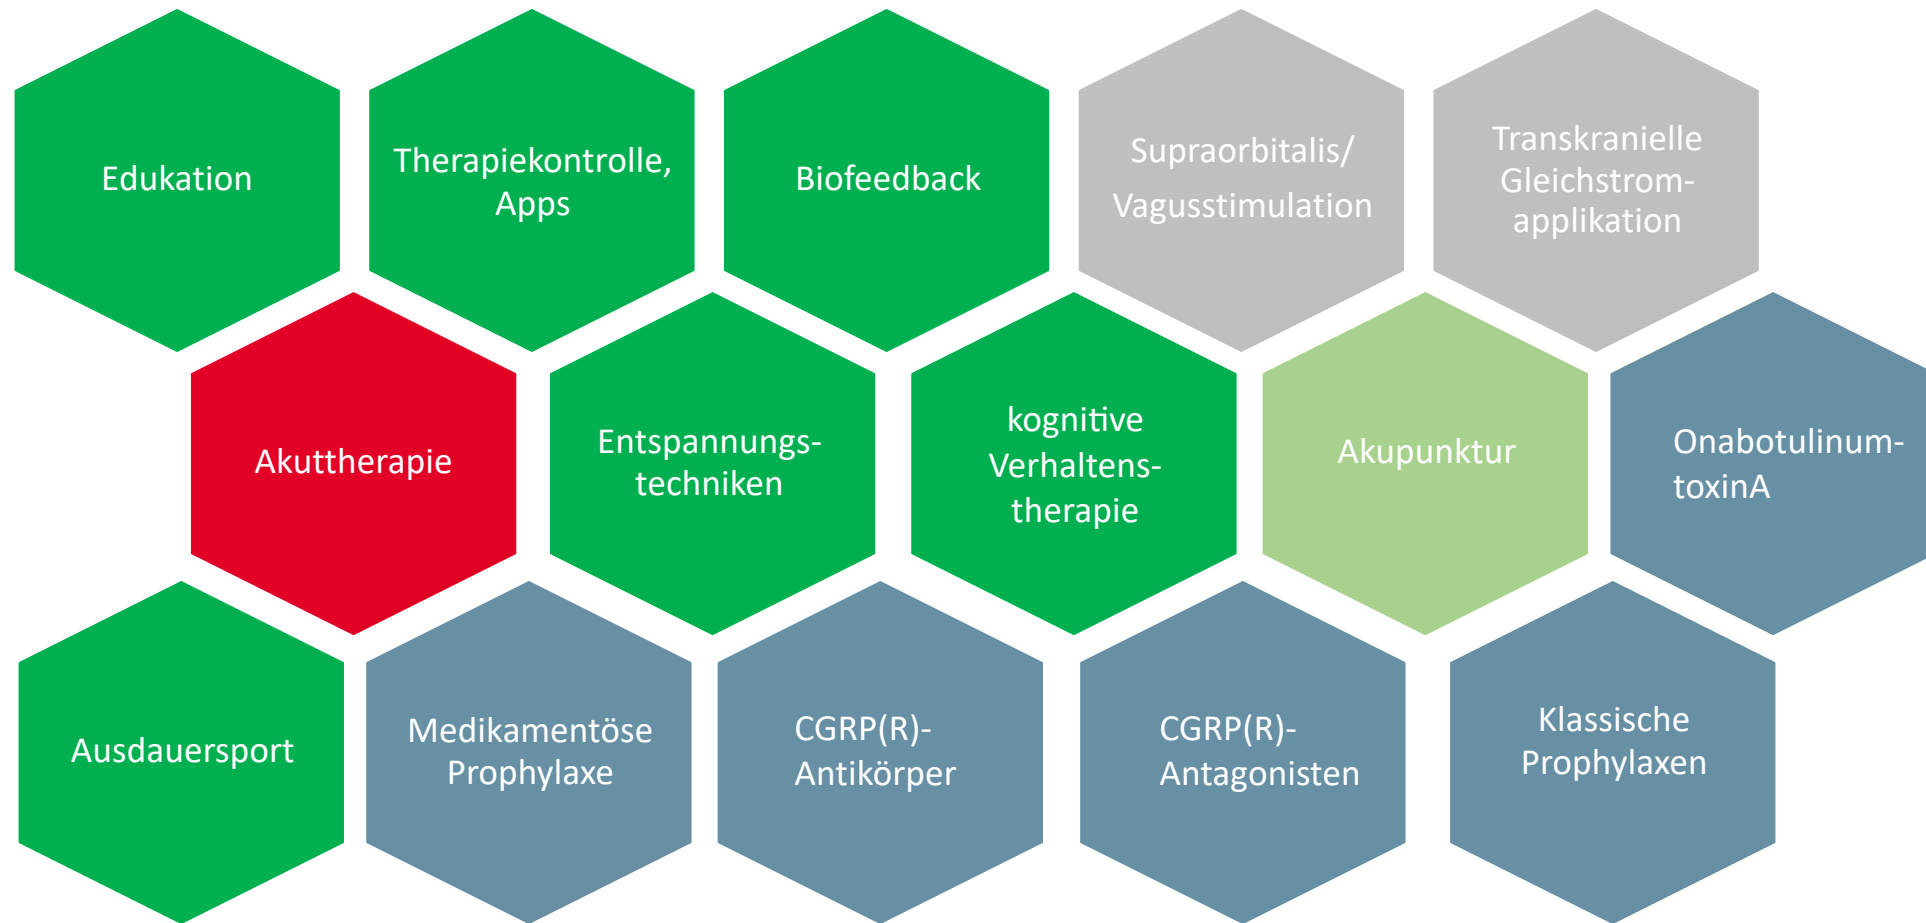 Edukation
Therapiekontrolle,
Apps
Biofeedback
Supraorbitalis/
Vagusstimulation
Transkranielle
Gleichstrom-
applikation
Akuttherapie
Entspannungs-
techniken
kognitive
Verhaltens-
therapie
Akupunktur
Onabotulinum-
toxinA
Ausdauersport
Medikamentöse
Prophylaxe
CGRP(R)-
Antikörper
CGRP(R)-
Antagonisten
Klassische
Prophylaxen